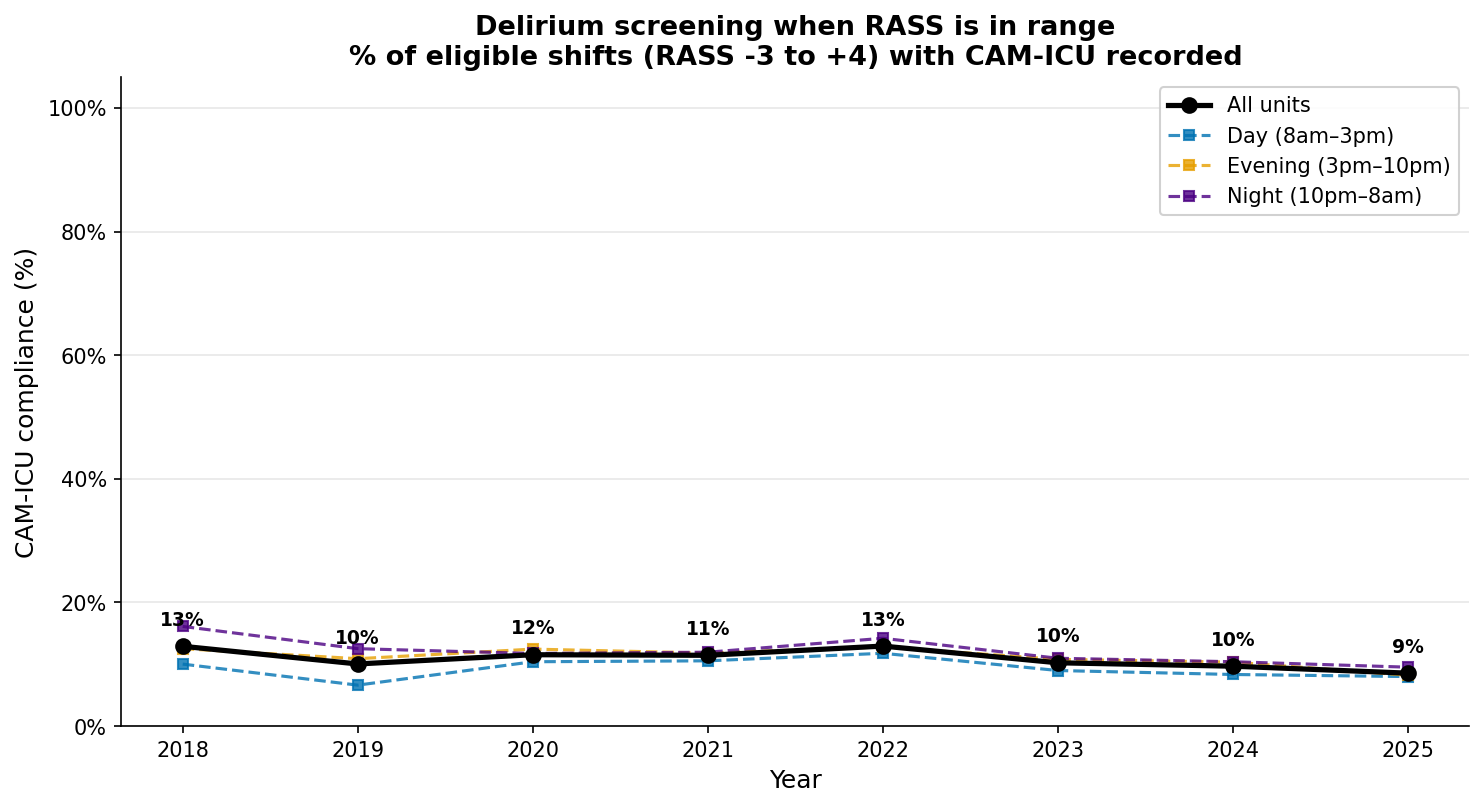 Delirium screening when RASS is in range
% of eligible shifts (RASS -3 to +4) with CAM-ICU recorded
CAM-ICU compliance (%)
100%
80%
60%
40%
20%
0%
All units
Day (8am–3pm)
Evening (3pm–10pm)
Night (10pm–8am)
13%
10%
12%
11%
13%
10%
10%
9%
2018
2019
2020
2021
2022
2023
2024
2025
Year